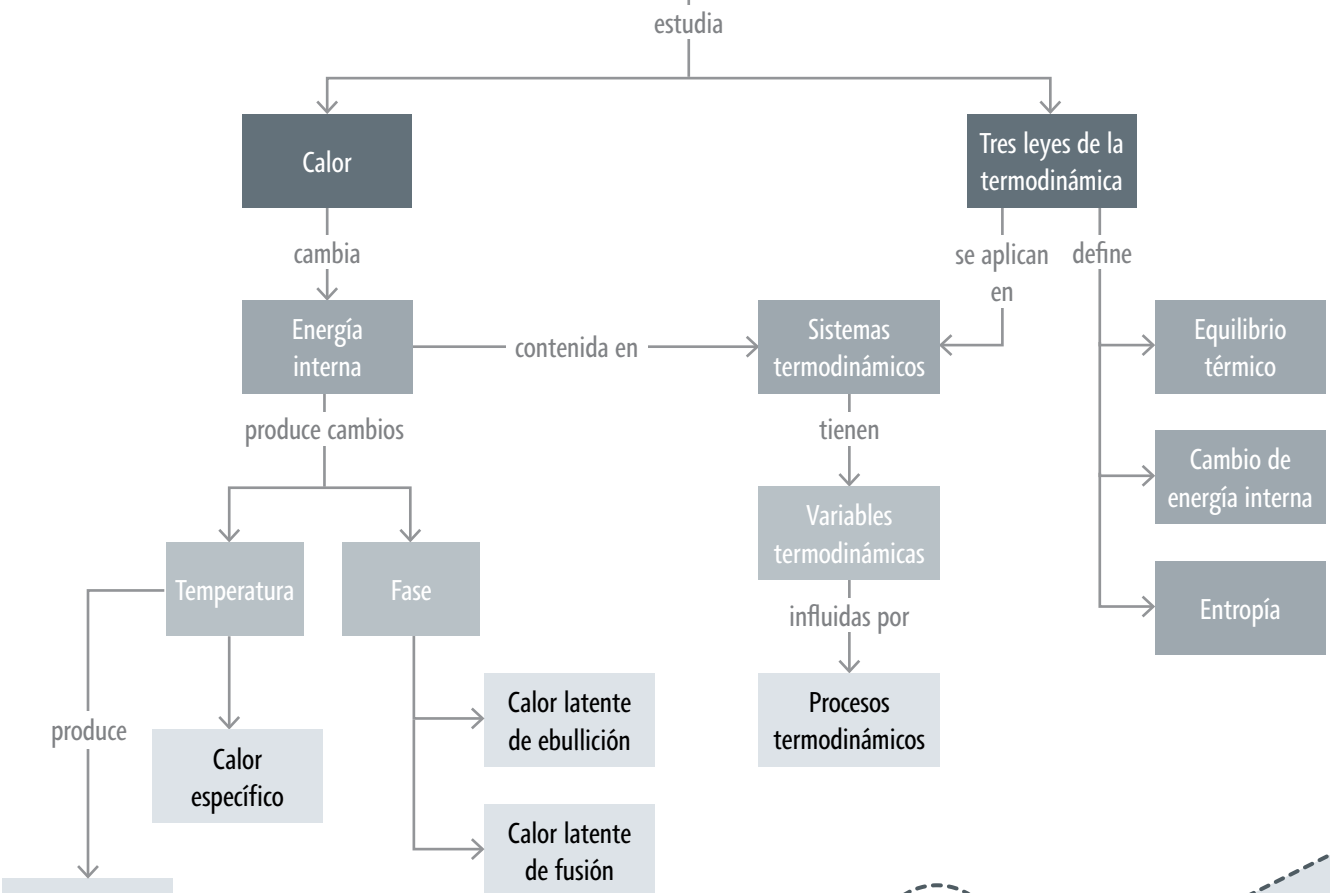 estudia
Calor
Tres leyes de la
termodinámica
cambia
se aplican
en
define
Energía
interna
contenida en
Sistemas
termodinámicos
Equilibrio
térmico
produce cambios
tienen
Cambio de
energía interna
Variables
termodinámicas
Temperatura
Fase
Entropía
influidas por
produce
Calor
específico
Calor latente
de ebullición
Procesos
termodinámicos
Calor latente
de fusión